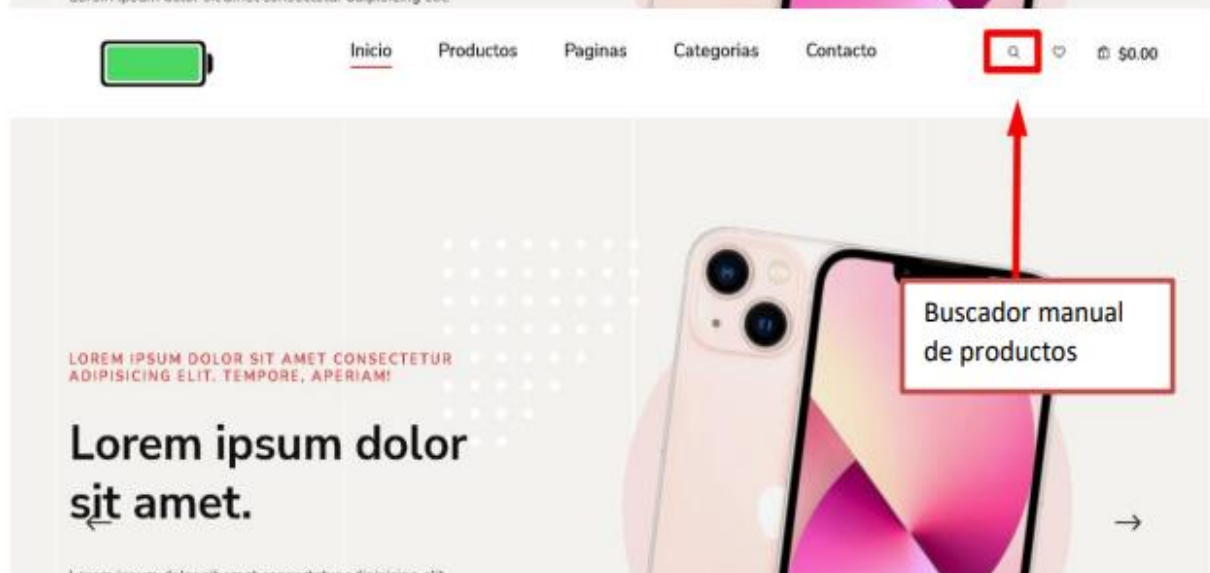 Inicio Productos Paginas Categorias Contacto $0.00
Buscador manual
de productos
LOREM IPSUM DOLOR SIT AMET CONSECTETUR
ADIPISICING ELIT. TEMPORE, APERIAM!
Lorem ipsum dolor
sit amet.